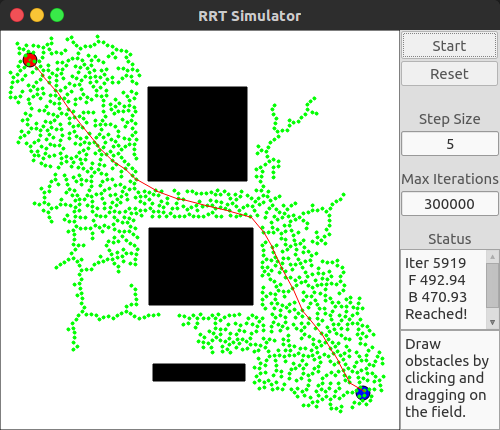 RRT Simulator
Start
Reset
Step Size
5
Max Iterations
300000
Status
Iter 5919
F 492.94
B 470.93
Reached!
Draw
obstacles by
clicking and
dragging on
the field.